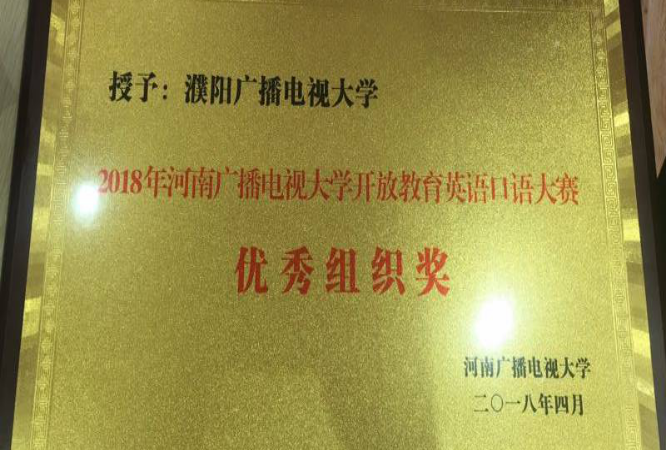 授予：濮阳广播电视大学
2018年河南广播电视大学开放教育英语口语大赛
优秀组织奖
河南广播电视大学
二〇一八年四月